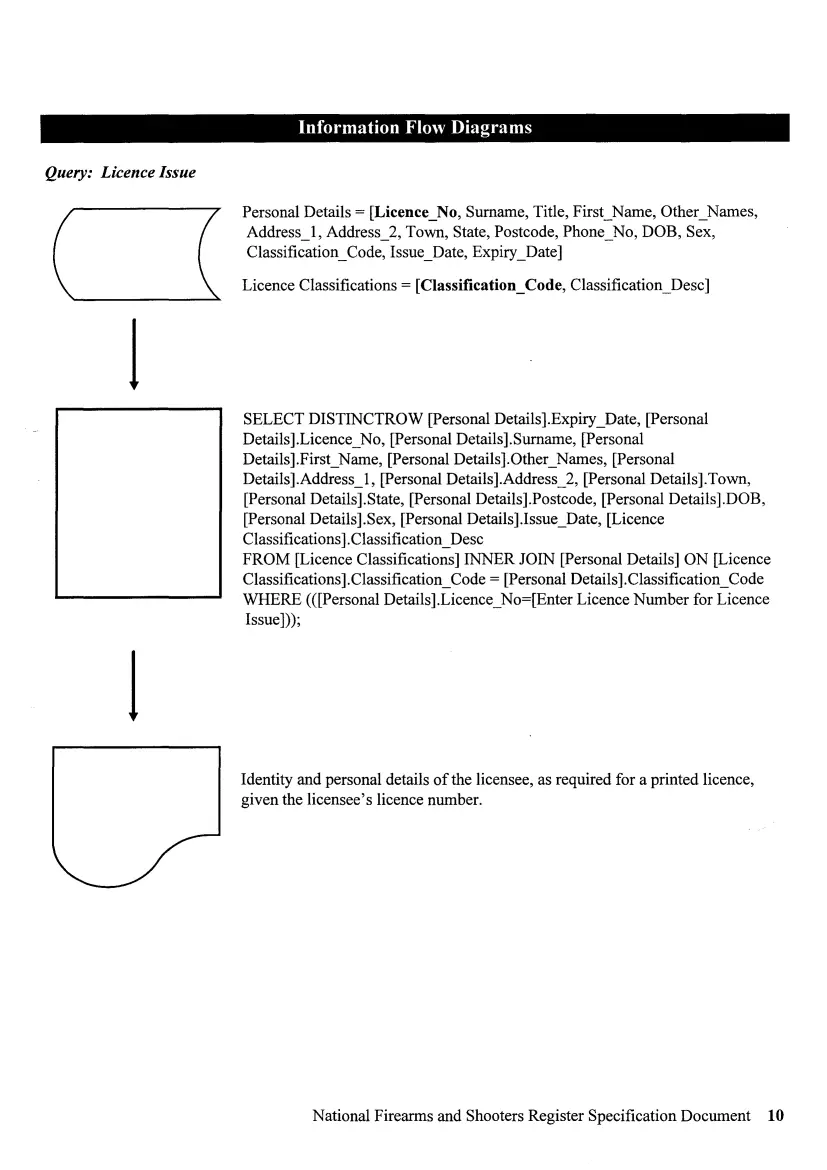 Information Flow Diagrams
Query: Licence Issue
Personal Details = [Licence_No, Surname, Title, First_Name, Other_Names,
Address_1, Address_2, Town, State, Postcode, Phone_No, DOB, Sex,
Classification_Code, Issue_Date, Expiry_Date]
Licence Classifications = [Classification_Code, Classification_Desc]
SELECT DISTINCTROW [Personal Details].Expiry_Date, [Personal
Details].Licence_No, [Personal Details].Surname, [Personal
Details].First_Name, [Personal Details].Other_Names, [Personal
Details].Address_1, [Personal Details].Address_2, [Personal Details].Town,
[Personal Details].State, [Personal Details].Postcode, [Personal Details].DOB,
[Personal Details].Sex, [Personal Details].Issue_Date, [Licence
Classifications].Classification_Desc
FROM [Licence Classifications] INNER JOIN [Personal Details] ON [Licence
Classifications].Classification_Code = [Personal Details].Classification_Code
WHERE (([Personal Details].Licence_No=[Enter Licence Number for Licence
Issue]));
Identity and personal details of the licensee, as required for a printed licence,
given the licensee's licence number.
National Firearms and Shooters Register Specification Document 10